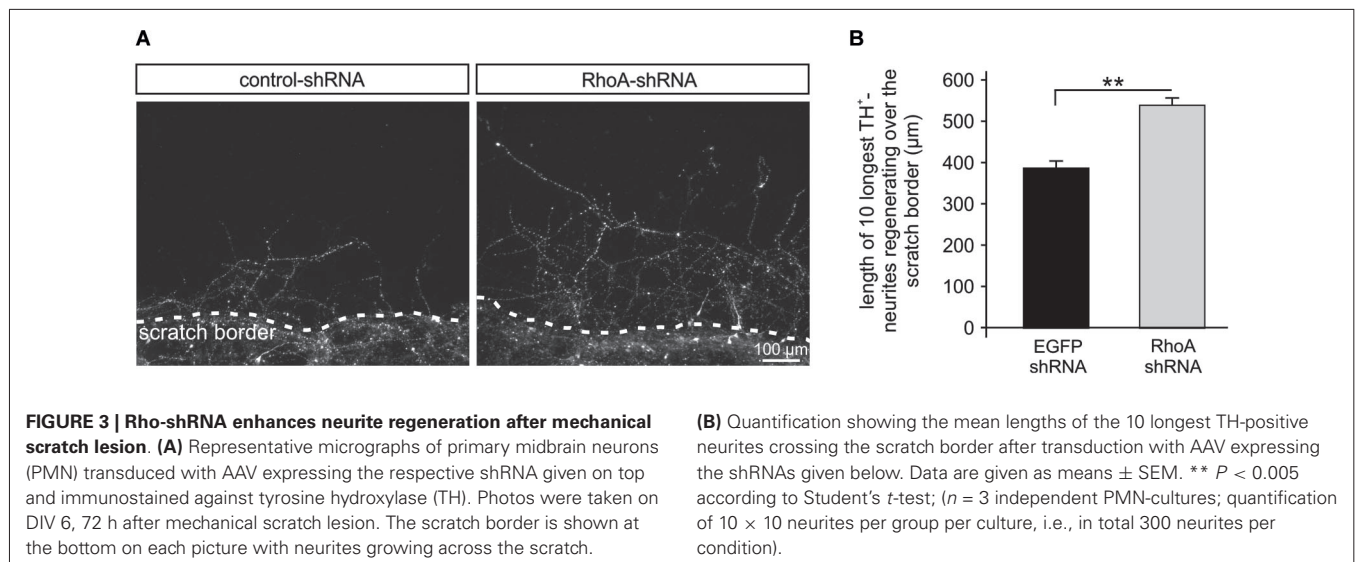 A
control-shRNA
RhoA-shRNA
scratch border
100 µm
B
length of 10 longest TH⁺-
neurites regenerating over the
scratch border (µm)
600
500
400
300
200
100
0
**
EGFP
shRNA
RhoA
shRNA
FIGURE 3 | Rho-shRNA enhances neurite regeneration after mechanical
scratch lesion. (A) Representative micrographs of primary midbrain neurons
(PMN) transduced with AAV expressing the respective shRNA given on top
and immunostained against tyrosine hydroxylase (TH). Photos were taken on
DIV 6, 72 h after mechanical scratch lesion. The scratch border is shown at
the bottom on each picture with neurites growing across the scratch.
(B) Quantification showing the mean lengths of the 10 longest TH-positive
neurites crossing the scratch border after transduction with AAV expressing
the shRNAs given below. Data are given as means ± SEM. ** P < 0.005
according to Student's t-test; (n = 3 independent PMN-cultures; quantification
of 10 × 10 neurites per group per culture, i.e., in total 300 neurites per
condition).